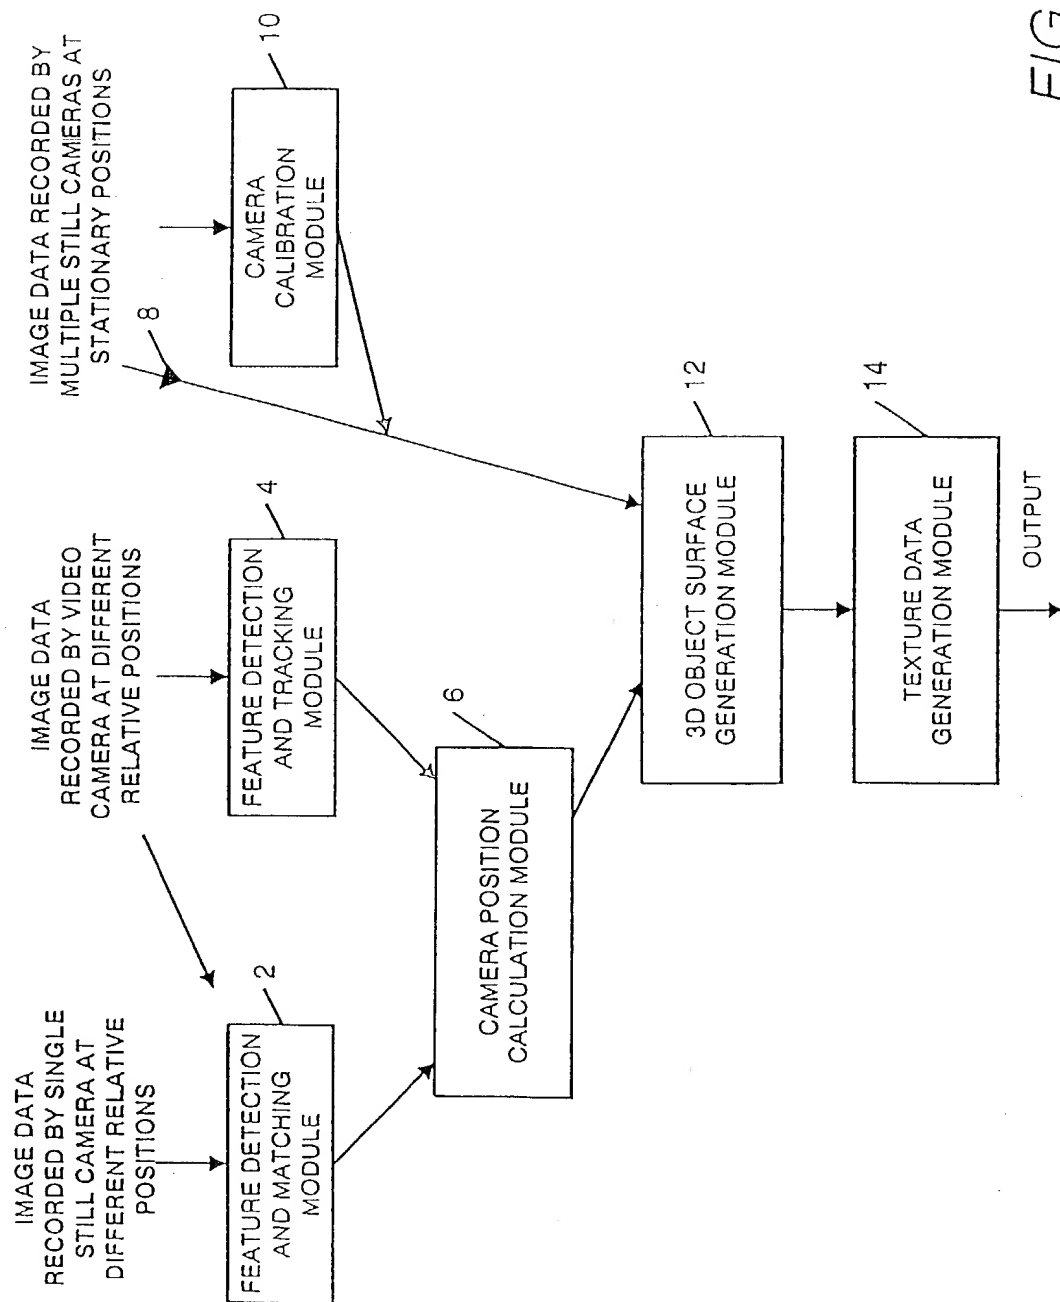 IMAGE DATA
RECORDED BY SINGLE
STILL CAMERA AT
DIFFERENT RELATIVE
POSITIONS
IMAGE DATA
RECORDED BY VIDEO
CAMERA AT DIFFERENT
RELATIVE POSITIONS
IMAGE DATA RECORDED BY
MULTIPLE STILL CAMERAS AT
STATIONARY POSITIONS
8
2
4
10
FEATURE DETECTION
AND MATCHING
MODULE
FEATURE DETECTION
AND TRACKING
MODULE
CAMERA
CALIBRATION
MODULE
6
CAMERA POSITION
CALCULATION MODULE
12
3D OBJECT SURFACE
GENERATION MODULE
14
TEXTURE DATA
GENERATION MODULE
OUTPUT
FIG